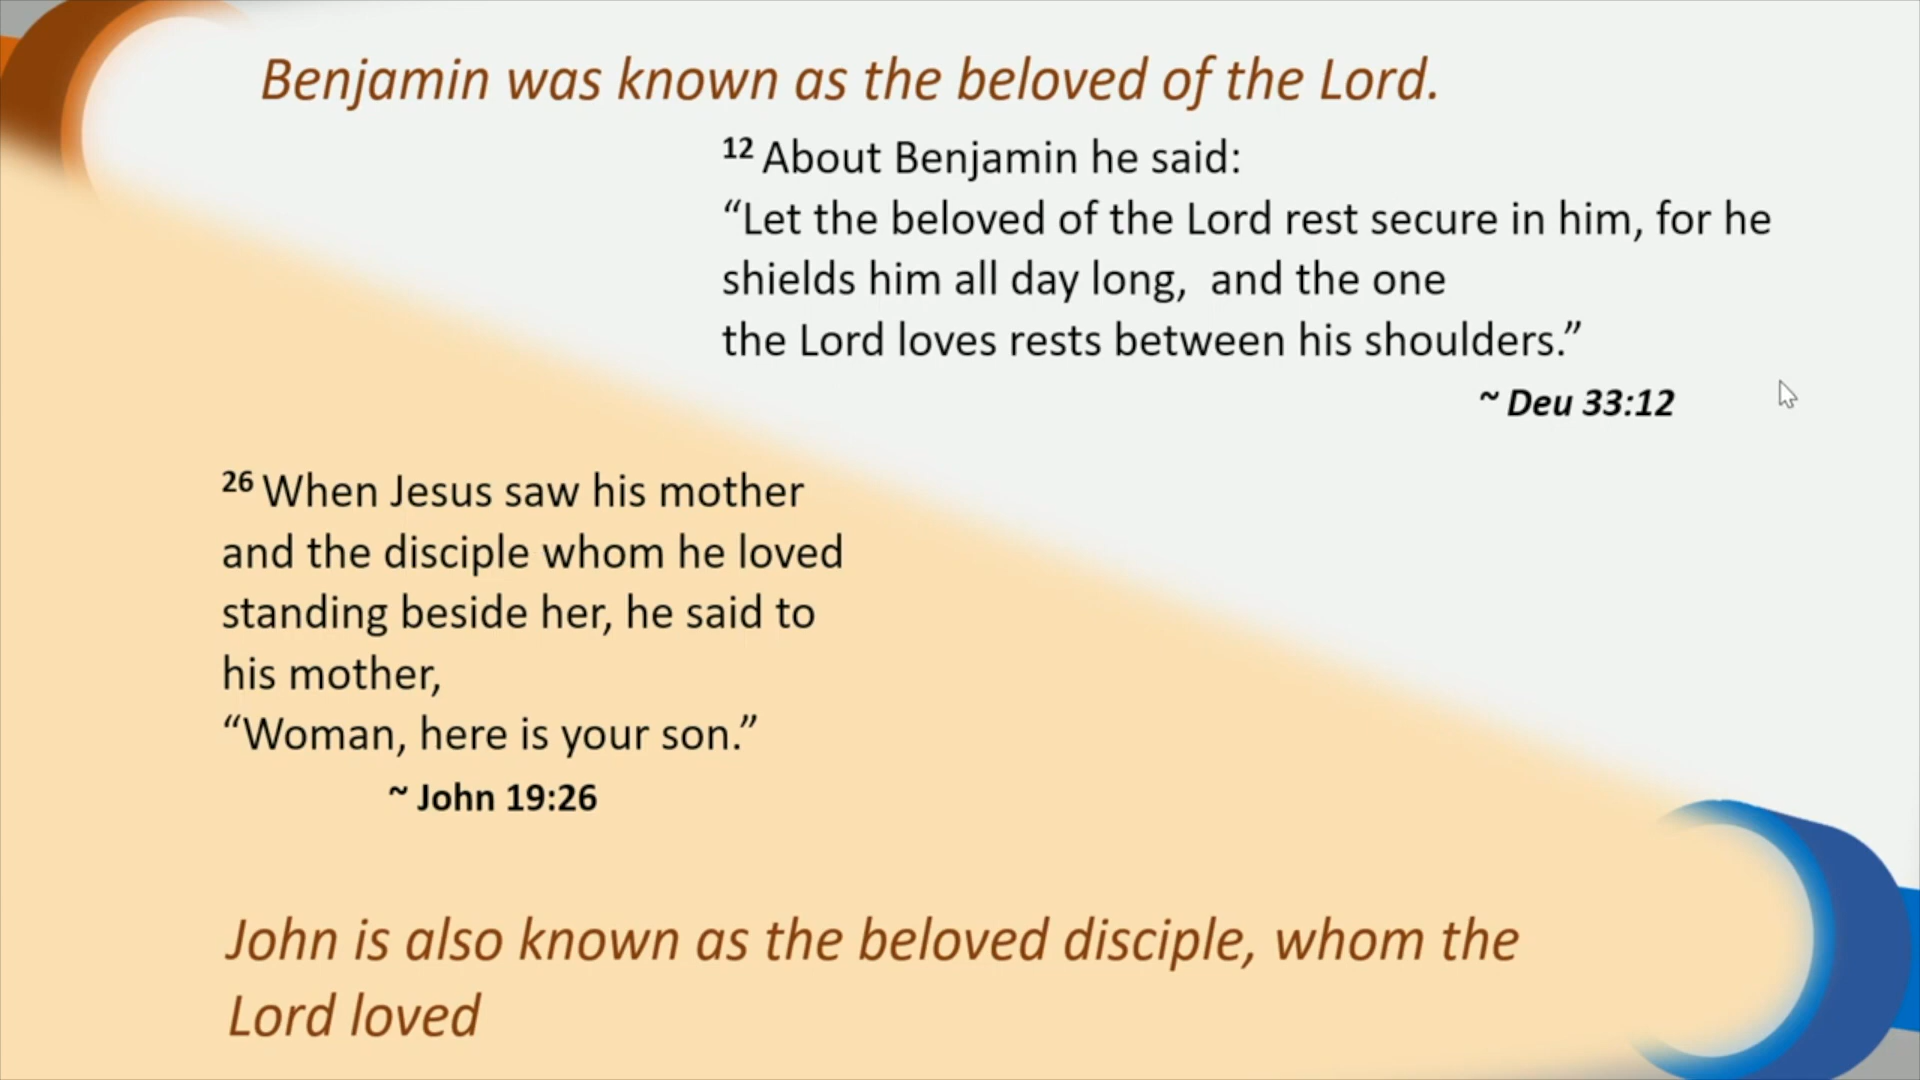 Benjamin was known as the beloved of the Lord.
12 About Benjamin he said:
“Let the beloved of the Lord rest secure in him, for he
shields him all day long,  and the one
the Lord loves rests between his shoulders.”
~ Deu 33:12
26 When Jesus saw his mother
and the disciple whom he loved
standing beside her, he said to
his mother,
“Woman, here is your son.”
~ John 19:26
John is also known as the beloved disciple, whom the
Lord loved